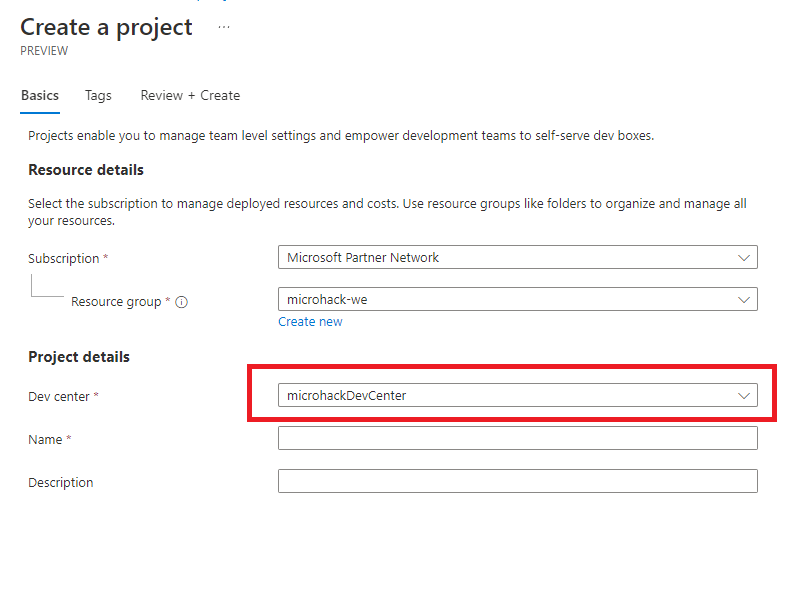 Create a project ...
PREVIEW
Basics Tags Review + Create
Projects enable you to manage team level settings and empower development teams to self-serve dev boxes.
Resource details
Select the subscription to manage deployed resources and costs. Use resource groups like folders to organize and manage all
your resources.
Subscription * Microsoft Partner Network
Resource group * microhack-we
Create new
Project details
Dev center * microhackDevCenter
Name *
Description